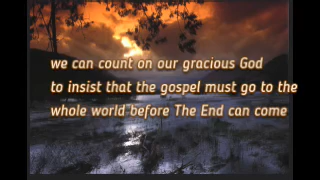 we can count on our gracious God
to insist that the gospel must go to the
whole world before The End can come